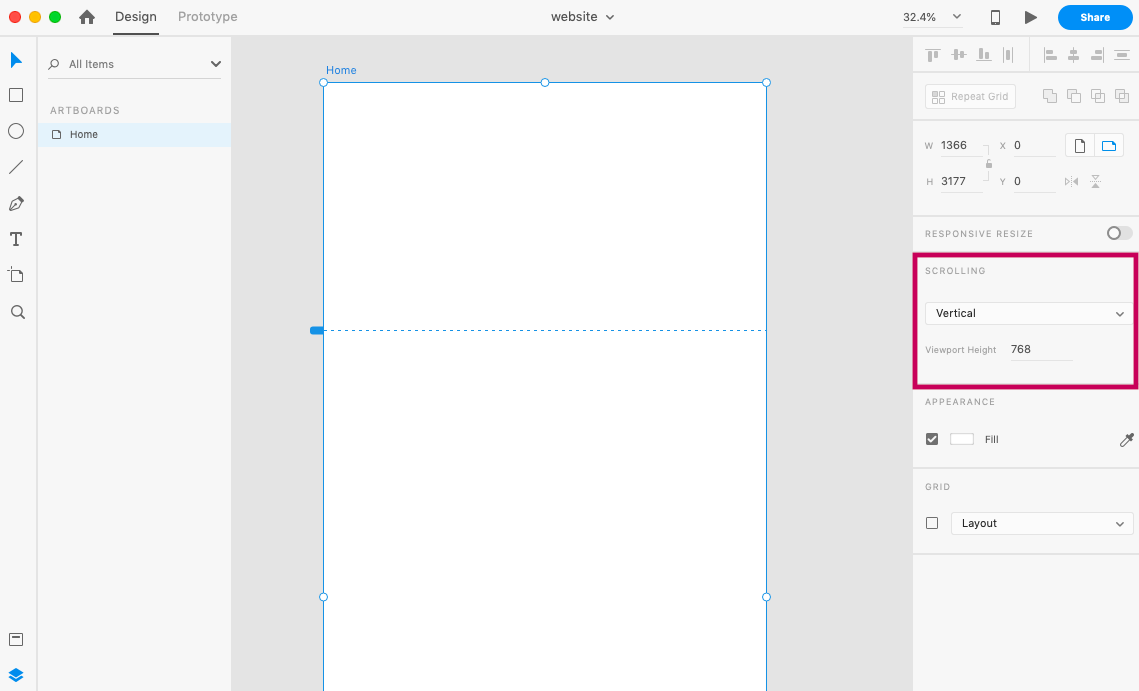 Design Prototype website 32.4% Share
All Items
ARTBOARDS
Home
Home
Repeat Grid
W 1366 X 0
H 3177 Y 0
RESPONSIVE RESIZE
SCROLLING
Vertical
Viewport Height 768
APPEARANCE
Fill
GRID
Layout